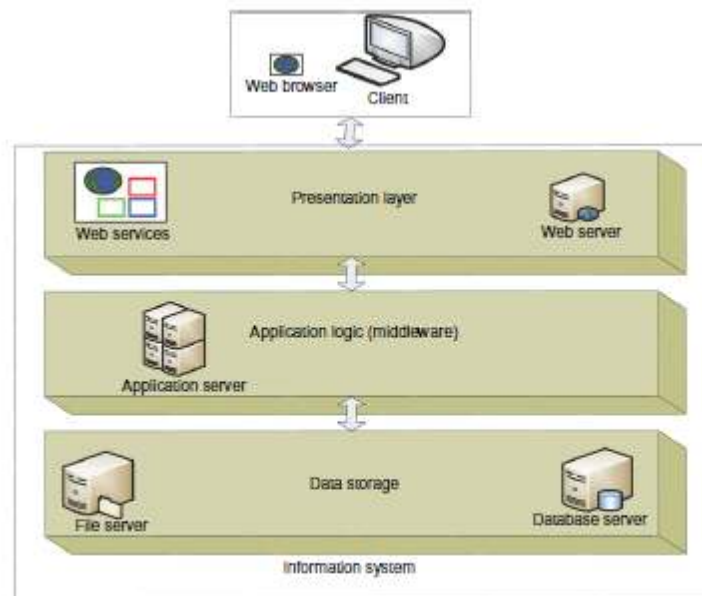 Web browser
Client
Presentation layer
Web services
Web server
Application logic (middleware)
Application server
Data storage
File server
Database server
Information system